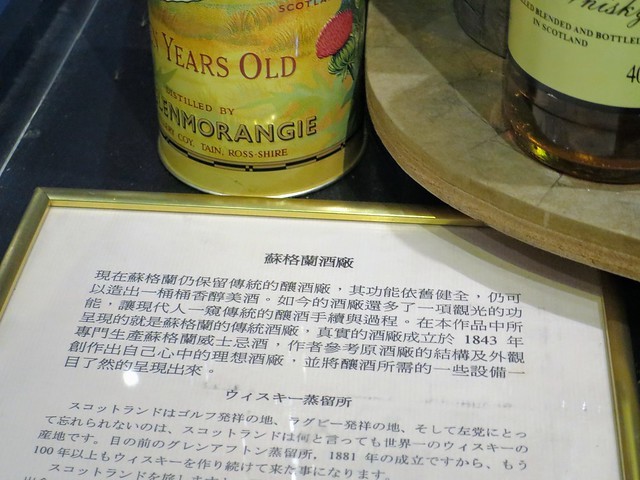 SCOTLA
YEARS OLD
DISTILLED BY
LENMORANGIE
COY. TAIN, ROSS-SHIRE
Whisky
BLENDED AND BOTTLED
IN SCOTLAND
40
蘇格蘭酒廠
現在蘇格蘭仍保留傳統的釀酒廠，其功能依舊健全，仍可
以造出一桶桶香醇美酒。如今的酒廠還多了一項觀光的功
能，讓現代人一窺傳統的釀酒手續與過程。在本作品中所
呈現的就是蘇格蘭的傳統酒廠，真實的酒廠成立於 1843 年
專門生產蘇格蘭威士忌酒，作者參考原酒廠的結構及外觀
創作出自己心中的理想酒廠，並將釀酒所需的一些設備一
目了然的呈現出來。
ウィスキー蒸留所
スコットランドはゴルフ発祥の地、ラグビー発祥の地、そして左党にとっ
て忘れられないのは、スコットランドは何と言っても世界一のウィスキーの
産地です。目の前のグレンアフトン蒸留所，1881 年の成立ですから、もう
100 年以上もウィスキーを作り続けて来た事になります。
スコットランドを旅しますと